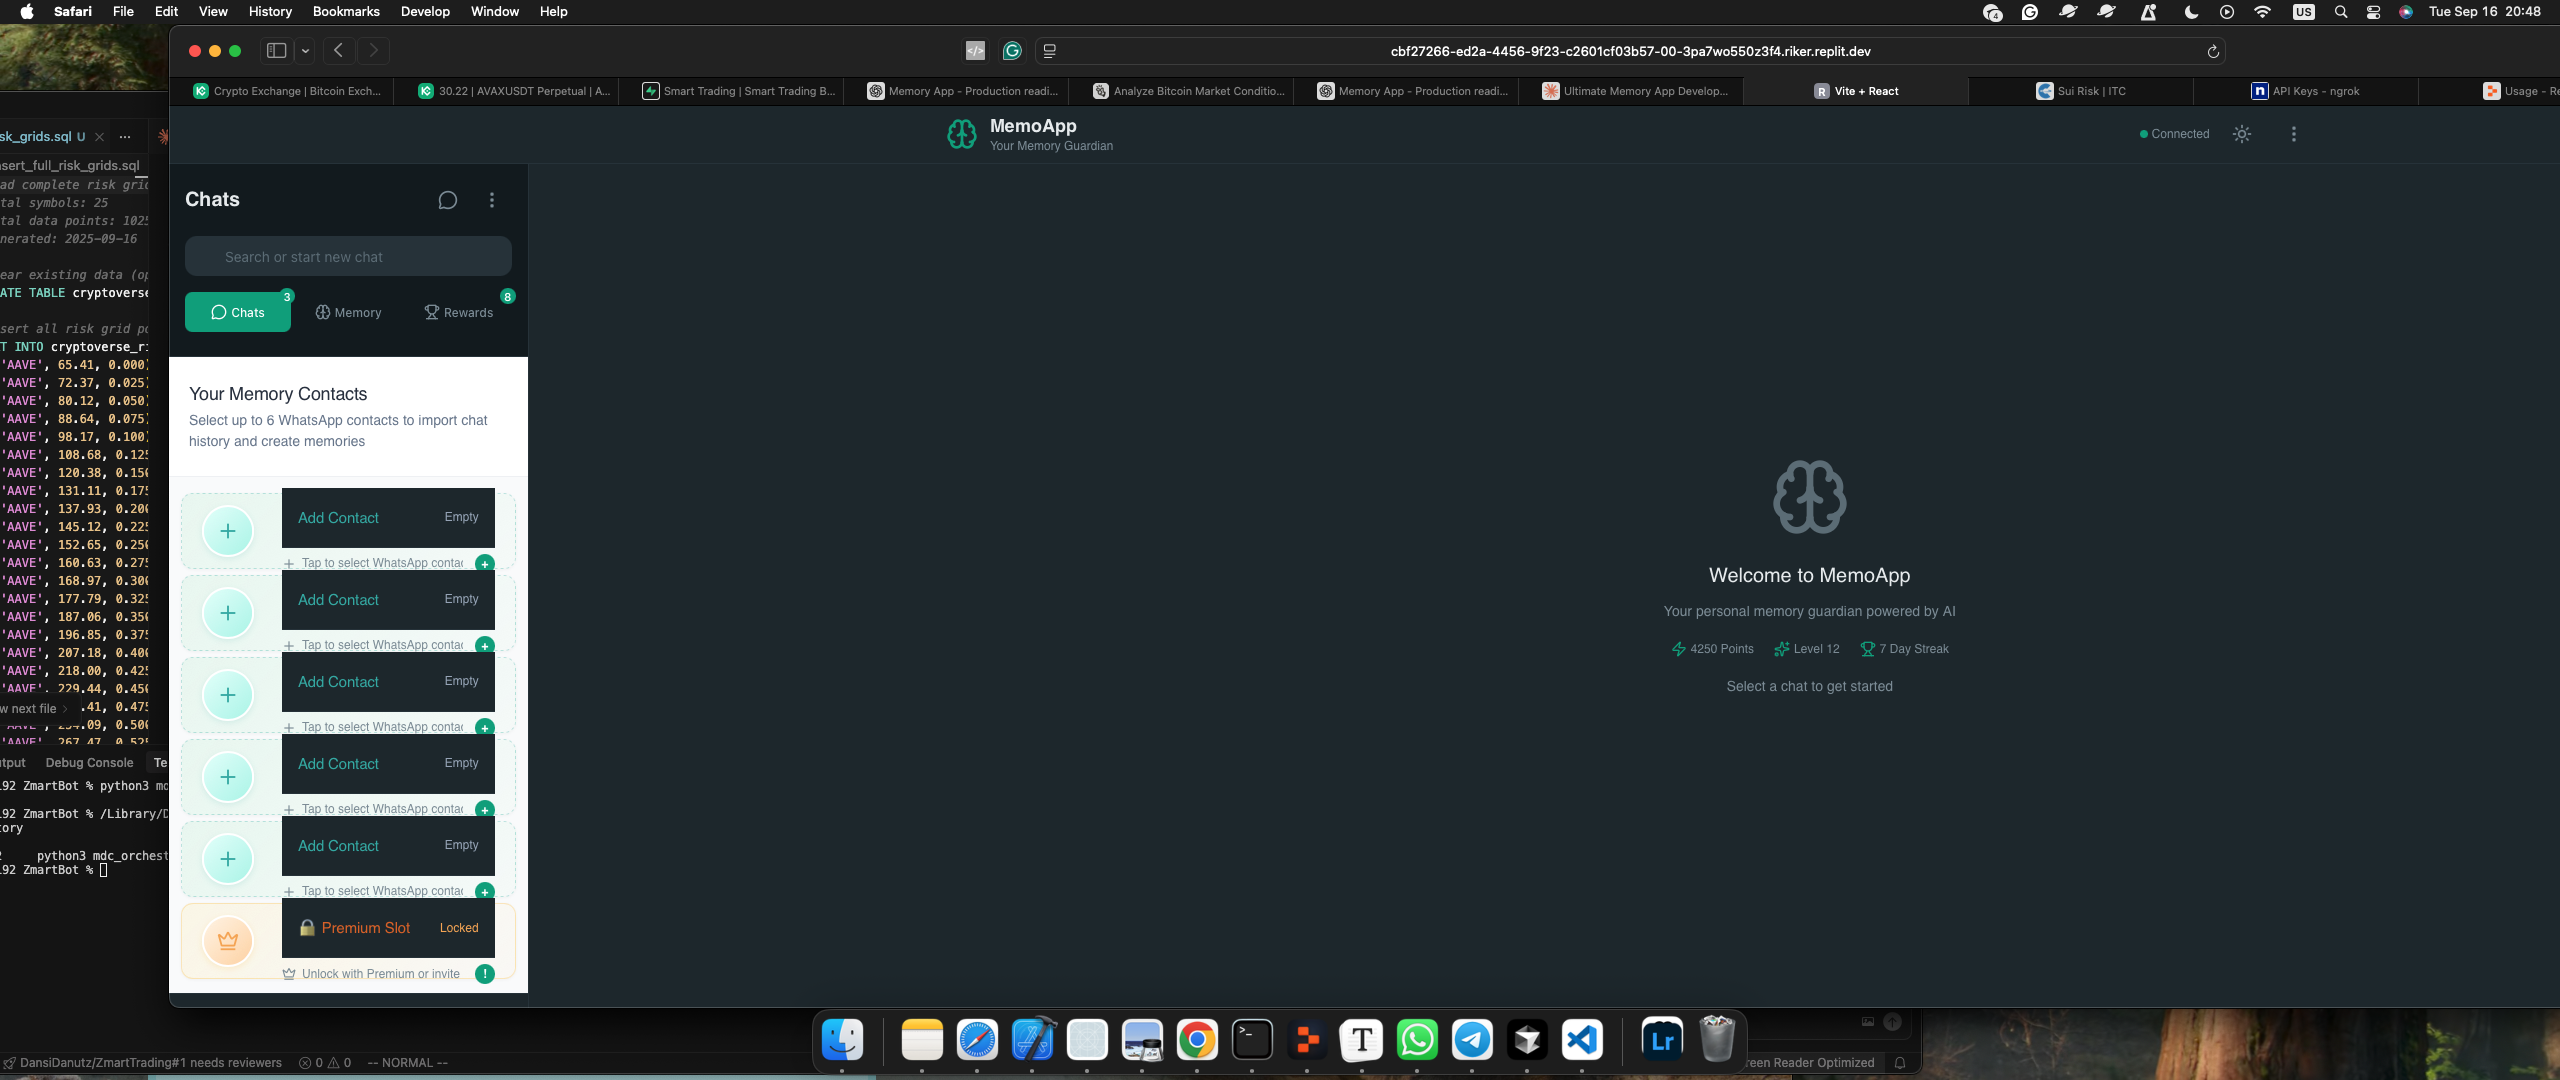 Safari File Edit View History Bookmarks Develop Window Help
4 US Tue Sep 16 20:48
cbf27266-ed2a-4456-9f23-c2601cf03b57-00-3pa7wo550z3f4.riker.replit.dev
Crypto Exchange | Bitcoin Exch...
30.22 | AVAXUSDT Perpetual | A...
Smart Trading | Smart Trading B...
Memory App - Production readi...
Analyze Bitcoin Market Conditio...
Memory App - Production readi...
Ultimate Memory App Develop...
R Vite + React
Sui Risk | ITC
n API Keys - ngrok
Usage - Re
sk_grids.sql U
sert_full_risk_grids.sql
ad complete risk grid
tal symbols: 25
tal data points: 1025
nerated: 2025-09-16
ear existing data (op
ATE TABLE cryptoverse
sert all risk grid po
T INTO cryptoverse_ri
'AAVE', 65.41, 0.000)
'AAVE', 72.37, 0.025)
'AAVE', 80.12, 0.050)
'AAVE', 88.64, 0.075)
'AAVE', 98.17, 0.100)
'AAVE', 108.68, 0.125
'AAVE', 120.38, 0.150
'AAVE', 131.11, 0.175
'AAVE', 137.93, 0.200
'AAVE', 145.12, 0.225
'AAVE', 152.65, 0.250
'AAVE', 160.63, 0.275
'AAVE', 168.97, 0.300
'AAVE', 177.79, 0.325
'AAVE', 187.06, 0.350
'AAVE', 196.85, 0.375
'AAVE', 207.18, 0.400
'AAVE', 218.00, 0.425
'AAVE', 229.44, 0.450
w next file .41, 0.475
.09, 0.500
'AAVE', 267.47, 0.525
utput Debug Console Te
192 ZmartBot % python3 md
192 ZmartBot % /Library/D
tory
2 python3 mdc_orchest
192 ZmartBot %
DansiDanutz/ZmartTrading#1 needs reviewers 0 0 -- NORMAL --
MemoApp
Your Memory Guardian
Connected
Chats
Search or start new chat
Chats 3
Memory
Rewards 8
Your Memory Contacts
Select up to 6 WhatsApp contacts to import chat
history and create memories
Add Contact Empty
Tap to select WhatsApp contac
Add Contact Empty
Tap to select WhatsApp contac
Add Contact Empty
Tap to select WhatsApp contac
Add Contact Empty
Tap to select WhatsApp contac
Add Contact Empty
Tap to select WhatsApp contac
🔒 Premium Slot Locked
Unlock with Premium or invite !
Welcome to MemoApp
Your personal memory guardian powered by AI
4250 Points Level 12 7 Day Streak
Select a chat to get started
T
Lr
reen Reader Optimized